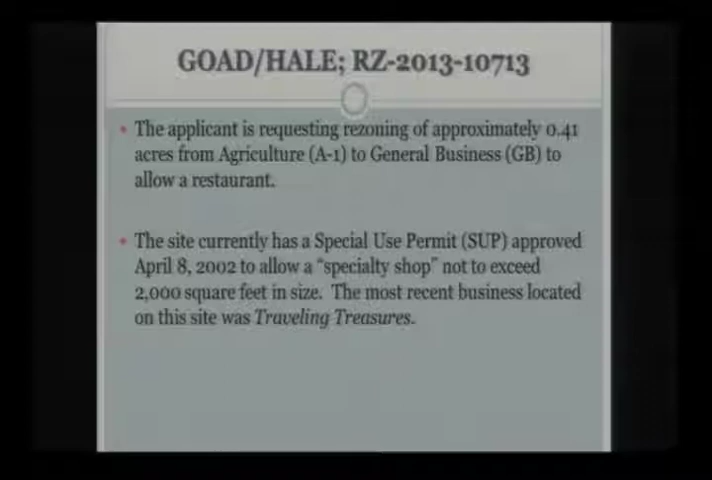 GOAD/HALE; RZ-2013-10713
• The applicant is requesting rezoning of approximately 0.41
acres from Agriculture (A-1) to General Business (GB) to
allow a restaurant.
• The site currently has a Special Use Permit (SUP) approved
April 8, 2002 to allow a “specialty shop” not to exceed
2,000 square feet in size. The most recent business located
on this site was Traveling Treasures.